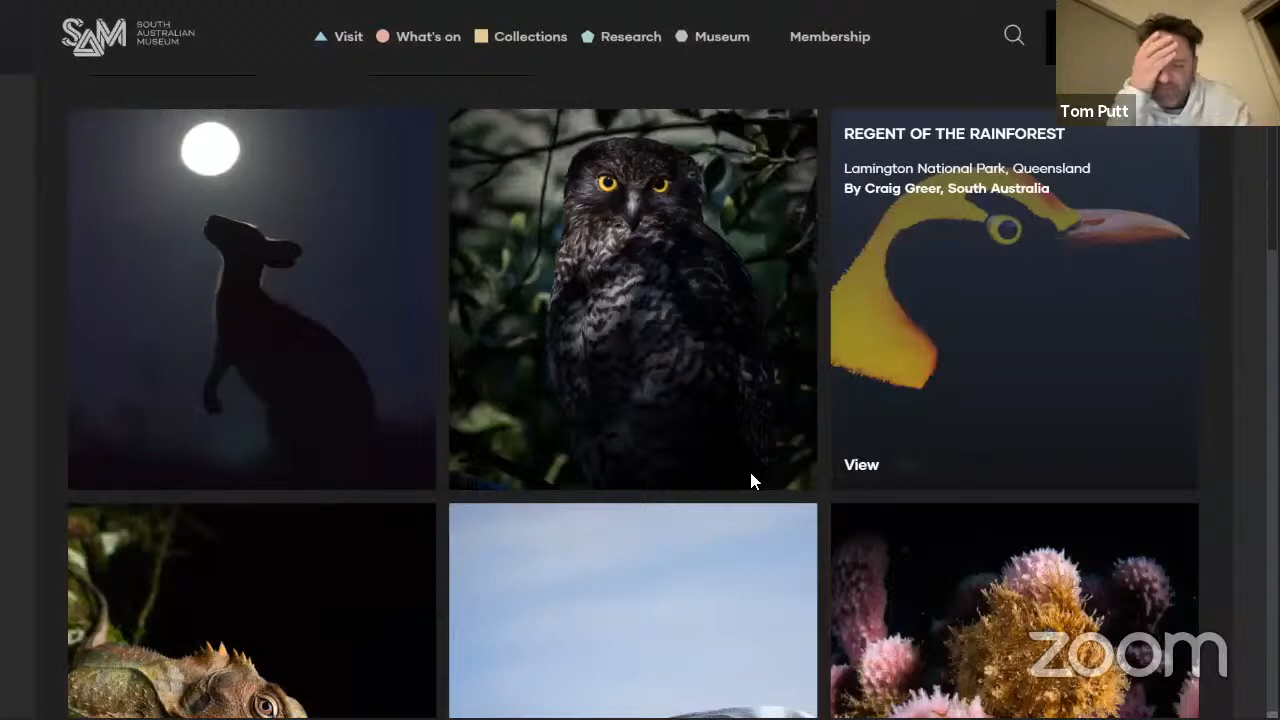 SAM
SOUTH
AUSTRALIAN
MUSEUM
Visit
What's on
Collections
Research
Museum
Membership
Tom Putt
REGENT OF THE RAINFOREST
Lamington National Park, Queensland
By Craig Greer, South Australia
View
zoom